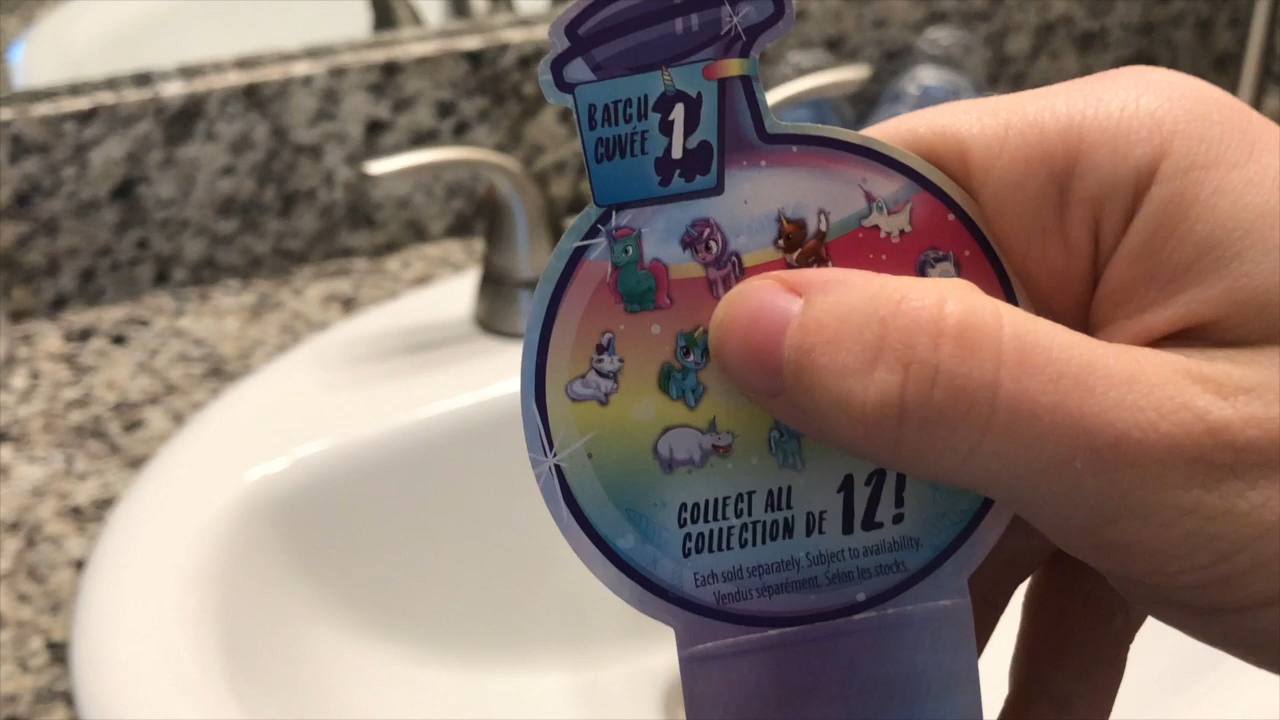 BATCH
CUVÉE
1
COLLECT ALL
COLLECTION DE
12!
Each sold separately. Subject to availability.
Vendus séparément. Selon les stocks.